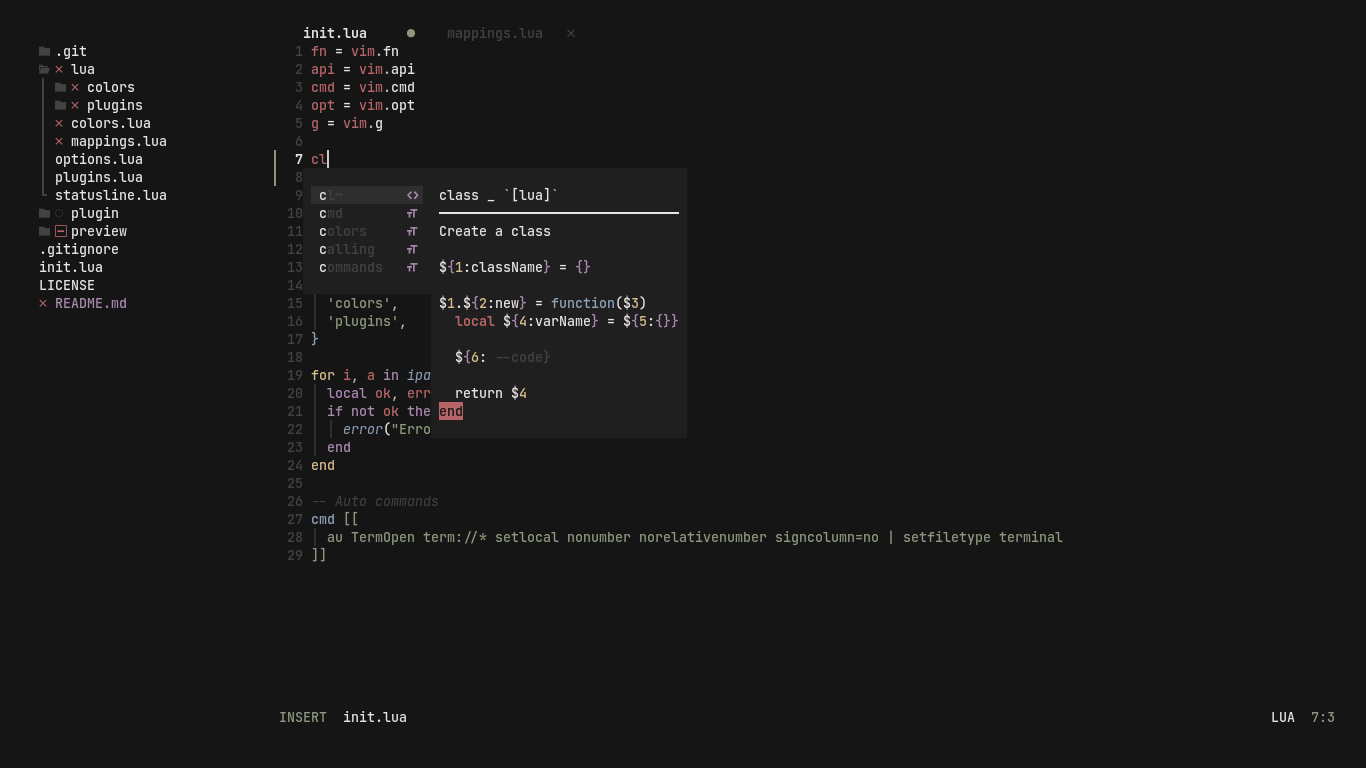 init.lua ● mappings.lua ×
.git
× lua
× colors
× plugins
× colors.lua
× mappings.lua
options.lua
plugins.lua
statusline.lua
plugin
preview
.gitignore
init.lua
LICENSE
× README.md
1 fn = vim.fn
2 api = vim.api
3 cmd = vim.cmd
4 opt = vim.opt
5 g = vim.g
6
7 cl
8
9
10
11
12
13
14
15 'colors',
16 'plugins',
17 }
18
19 for i, a in ipa
20 local ok, err
21 if not ok the
22 error("Erro
23 end
24 end
25
26 -- Auto commands
27 cmd [[
28 au TermOpen term://* setlocal nonumber norelativenumber signcolumn=no | setfiletype terminal
29 ]]
cl~ <>
cmd
colors
calling
commands
class _ `[lua]`
Create a class
${1:className} = {}
$1.${2:new} = function($3)
local ${4:varName} = ${5:{}}
${6: --code}
return $4
end
INSERT init.lua LUA 7:3